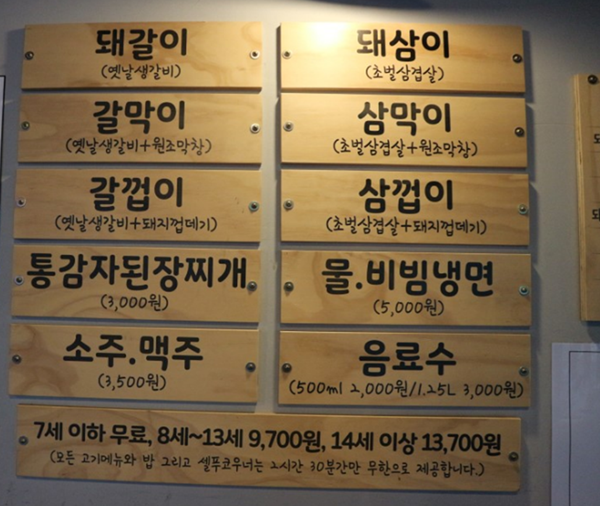 돼갈이
(옛날생갈비)
돼삼이
(초벌삼겹살)
갈막이
(옛날생갈비+원조막창)
삼막이
(초벌삼겹살+원조막창)
갈껍이
(옛날생갈비+돼지껍데기)
삼껍이
(초벌삼겹살+돼지껍데기)
통감자된장찌개
(3,000원)
물.비빔냉면
(5,000원)
소주.맥주
(3,500원)
음료수
(500ml 2,000원/1.25L 3,000원)
7세 이하 무료, 8세~13세 9,700원, 14세 이상 13,700원
(모든 고기메뉴와 밥 그리고 셀푸코우너는 2시간 30분간만 무한으로 제공합니다.)